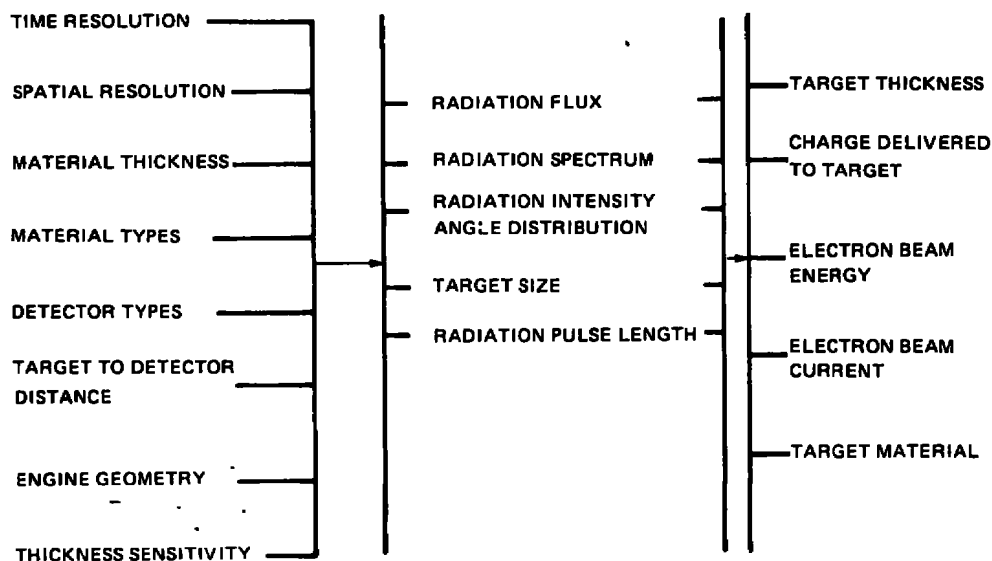 TIME RESOLUTION
SPATIAL RESOLUTION
MATERIAL THICKNESS
MATERIAL TYPES
DETECTOR TYPES
TARGET TO DETECTOR
DISTANCE
ENGINE GEOMETRY
THICKNESS SENSITIVITY
RADIATION FLUX
RADIATION SPECTRUM
RADIATION INTENSITY
ANGLE DISTRIBUTION
TARGET SIZE
RADIATION PULSE LENGTH
TARGET THICKNESS
CHARGE DELIVERED
TO TARGET
ELECTRON BEAM
ENERGY
ELECTRON BEAM
CURRENT
TARGET MATERIAL